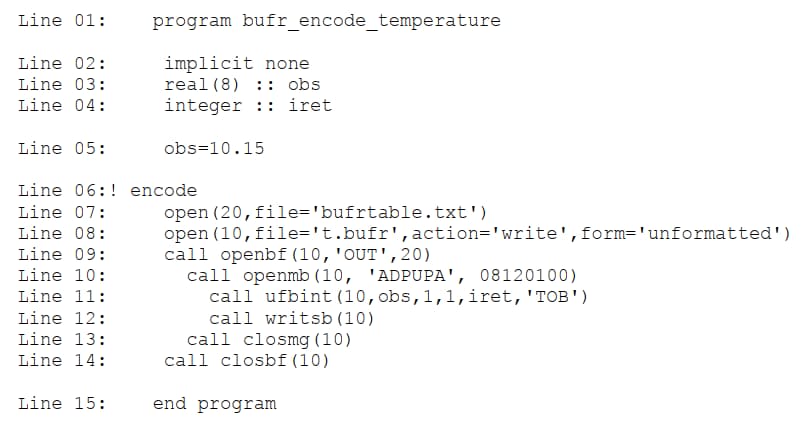 Line 01:    program bufr_encode_temperature
Line 02:     implicit none
Line 03:     real(8) :: obs
Line 04:     integer :: iret
Line 05:     obs=10.15
Line 06:! encode
Line 07:     open(20,file='bufrtable.txt')
Line 08:     open(10,file='t.bufr',action='write',form='unformatted')
Line 09:     call openbf(10,'OUT',20)
Line 10:       call openmb(10, 'ADPUPA', 08120100)
Line 11:         call ufbint(10,obs,1,1,iret,'TOB')
Line 12:         call writsb(10)
Line 13:       call closmg(10)
Line 14:     call closbf(10)
Line 15:    end program